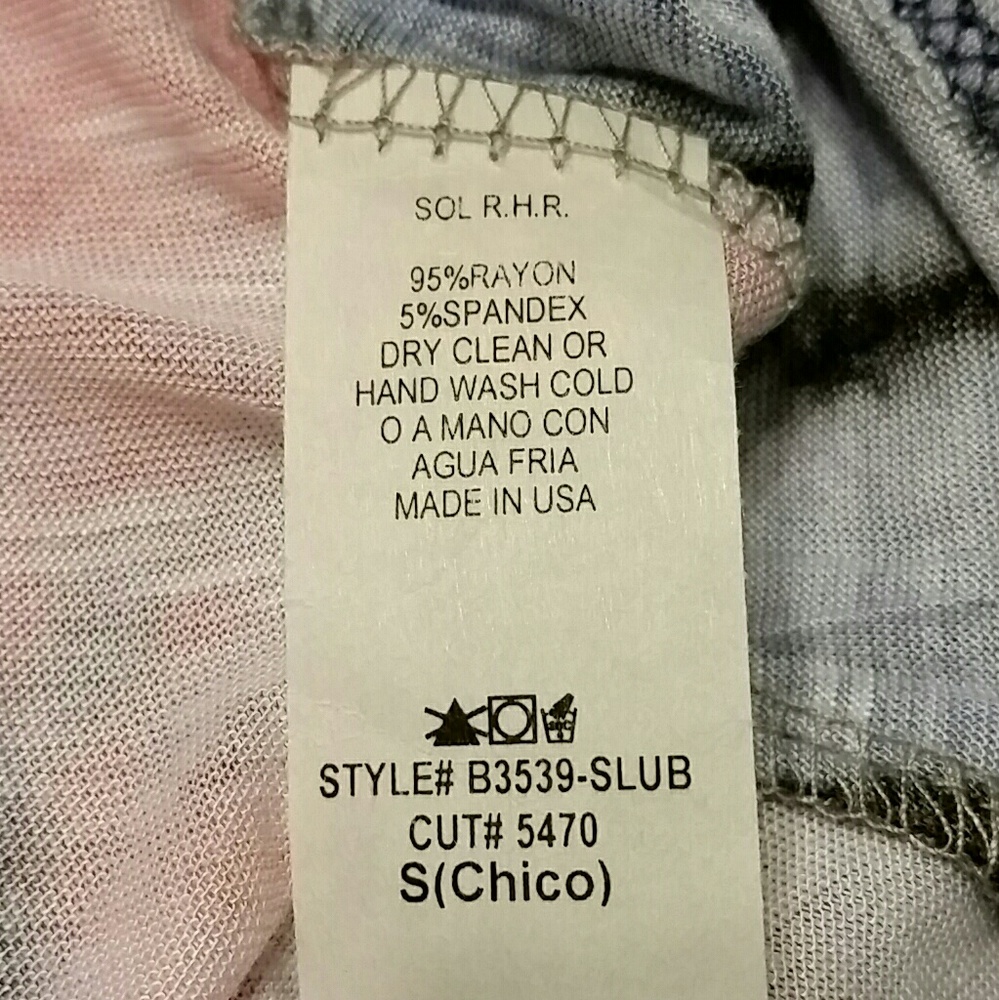 SOL R.H.R.
95%RAYON
5%SPANDEX
DRY CLEAN OR
HAND WASH COLD
O A MANO CON
AGUA FRIA
MADE IN USA
30C
STYLE# B3539-SLUB
CUT# 5470
S(Chico)